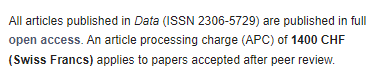 All articles published in Data (ISSN 2306-5729) are published in full
open access. An article processing charge (APC) of 1400 CHF
(Swiss Francs) applies to papers accepted after peer review.